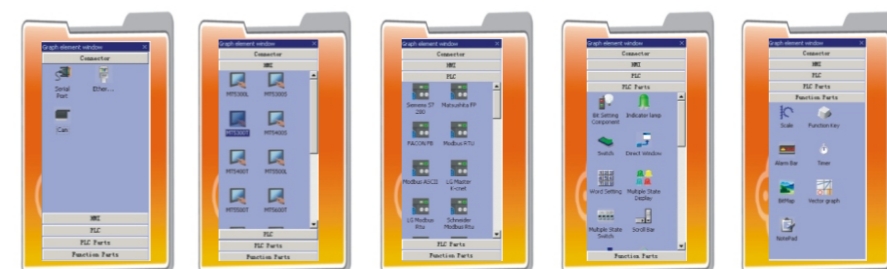 Graph element window ×
Connector
Serial Port
Ether...
Can
HMI
PLC
PLC Parts
Function Parts
Graph element window ×
Connector
HMI
MT5300L
MT5300S
MT5300T
MT5400S
MT5400T
MT5500L
MT5500T
MT5600T
PLC
PLC Parts
Function Parts
Graph element window ×
Connector
HMI
PLC
Siemens S7 200
Matsushita FP
FACON FB
Modbus RTU
Modbus ASCII
LG Master K-cnet
LG Modbus Rtu
Schneider Modbus Rtu
PLC Parts
Function Parts
Graph element window ×
Connector
HMI
PLC
PLC Parts
Bit Setting Component
Indicator lamp
Switch
Direct Window
Word Setting
Multiple State Display
Multiple State Switch
Scroll Bar
Function Parts
Graph element window ×
Connector
HMI
PLC
PLC Parts
Function Parts
Scale
Function Key
Alarm Bar
Timer
BitMap
Vector graph
NotePad